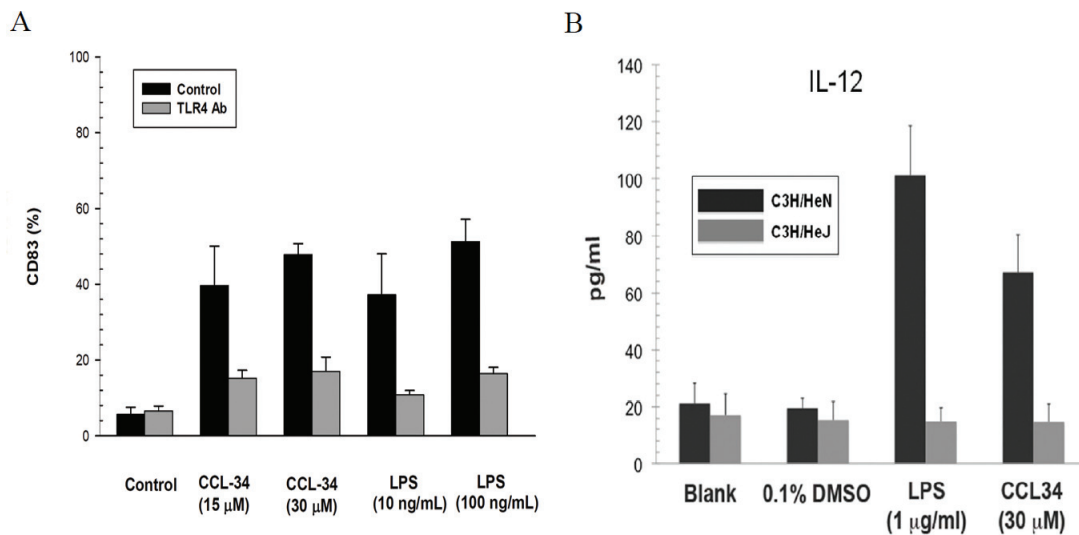 A
100
80
60
40
20
0
CD83 (%)
Control
TLR4 Ab
Control
CCL-34
(15 μM)
CCL-34
(30 μM)
LPS
(10 ng/mL)
LPS
(100 ng/mL)
B
IL-12
140
120
100
80
60
40
20
0
pg/ml
C3H/HeN
C3H/HeJ
Blank
0.1% DMSO
LPS
(1 μg/ml)
CCL34
(30 μM)